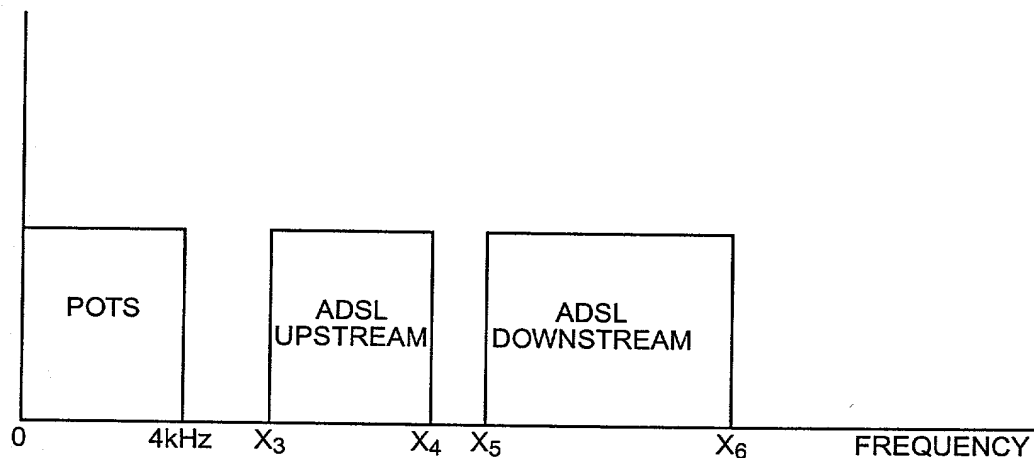 POTS
ADSL
UPSTREAM
ADSL
DOWNSTREAM
0 4kHz X3 X4 X5 X6 FREQUENCY